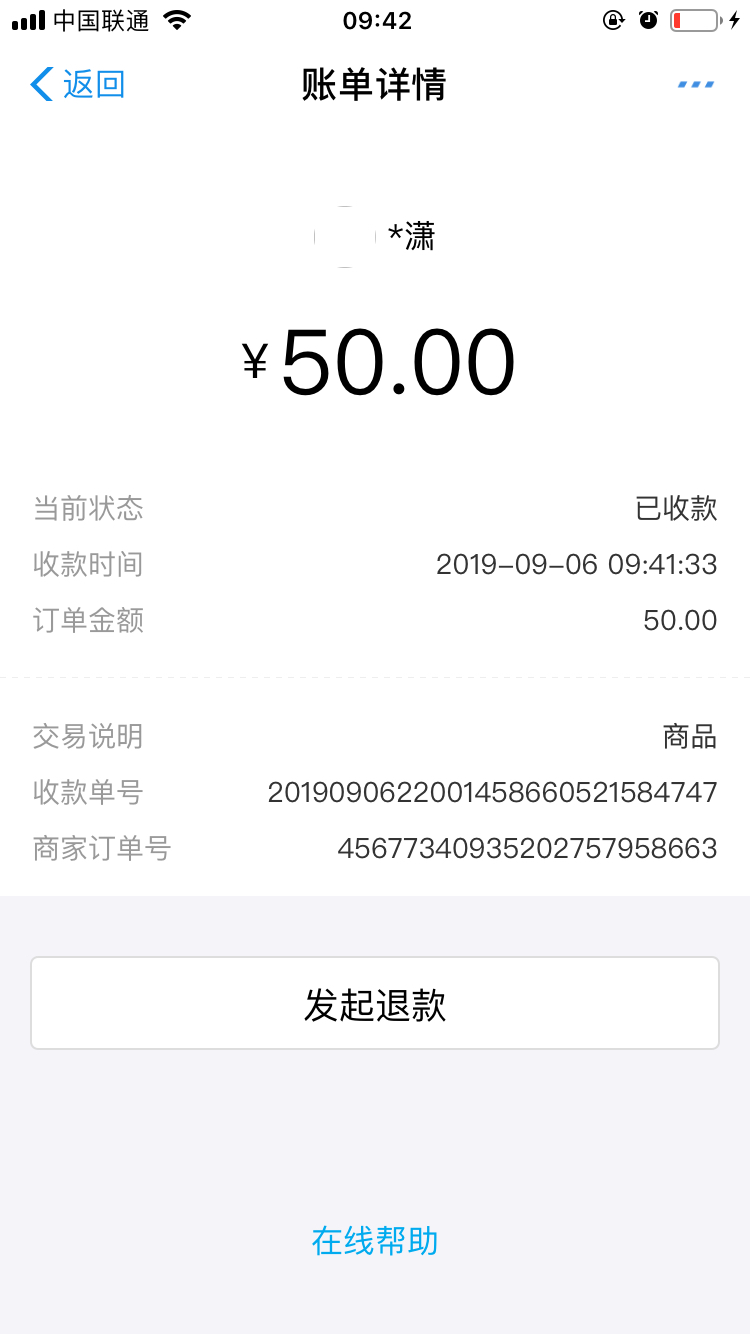 中国联通 09:42
返回 账单详情
*潇
¥50.00
当前状态 已收款
收款时间 2019-09-06 09:41:33
订单金额 50.00
交易说明 商品
收款单号 20190906220014586605215​84747
商家订单号 45677340935202757958663
发起退款
在线帮助